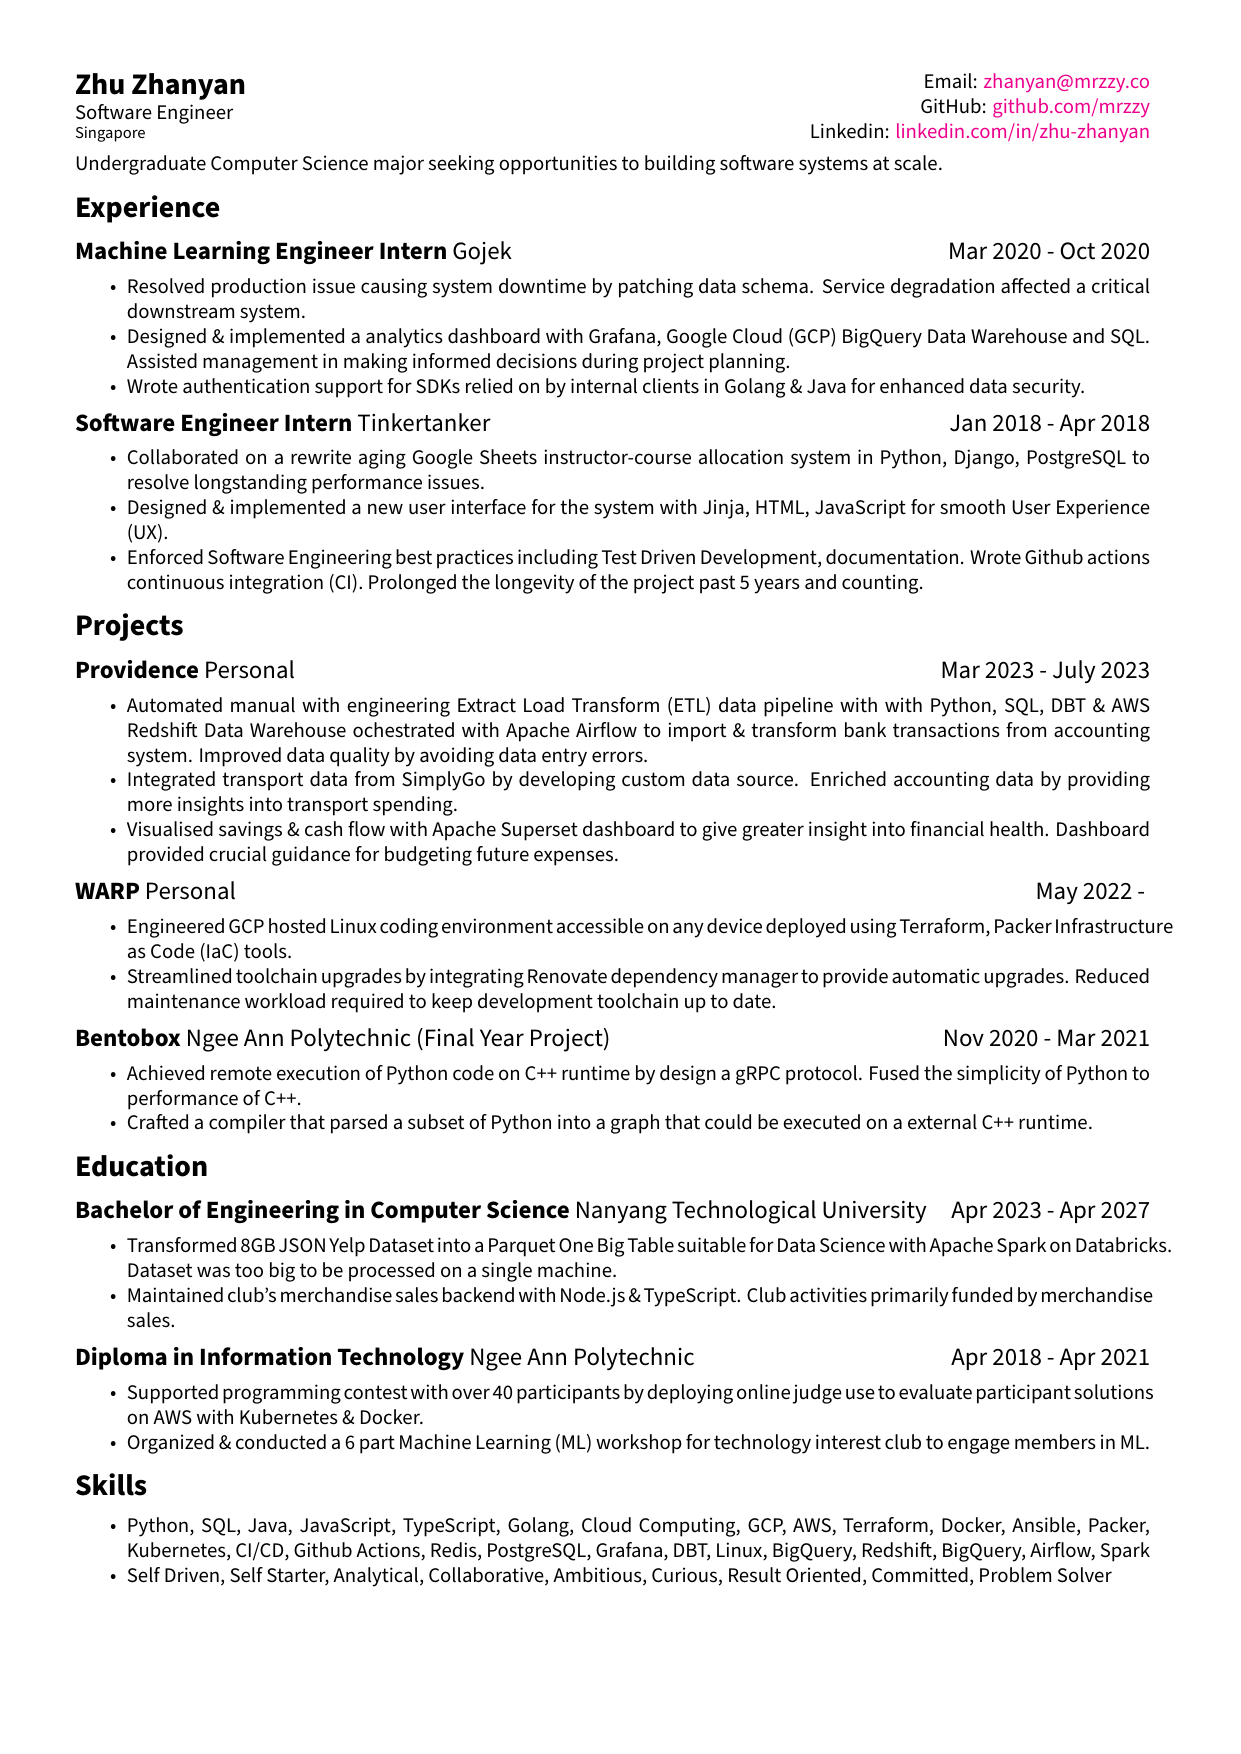 Zhu Zhanyan
Software Engineer
Singapore
Email: zhanyan@mrzzy.co
GitHub: github.com/mrzzy
Linkedin: linkedin.com/in/zhu-zhanyan
Undergraduate Computer Science major seeking opportunities to building software systems at scale.
Experience
Machine Learning Engineer Intern Gojek Mar 2020 - Oct 2020
• Resolved production issue causing system downtime by patching data schema. Service degradation affected a critical
downstream system.
• Designed & implemented a analytics dashboard with Grafana, Google Cloud (GCP) BigQuery Data Warehouse and SQL.
Assisted management in making informed decisions during project planning.
• Wrote authentication support for SDKs relied on by internal clients in Golang & Java for enhanced data security.
Software Engineer Intern Tinkertanker Jan 2018 - Apr 2018
• Collaborated on a rewrite aging Google Sheets instructor-course allocation system in Python, Django, PostgreSQL to
resolve longstanding performance issues.
• Designed & implemented a new user interface for the system with Jinja, HTML, JavaScript for smooth User Experience
(UX).
• Enforced Software Engineering best practices including Test Driven Development, documentation. Wrote Github actions
continuous integration (CI). Prolonged the longevity of the project past 5 years and counting.
Projects
Providence Personal Mar 2023 - July 2023
• Automated manual with engineering Extract Load Transform (ETL) data pipeline with with Python, SQL, DBT & AWS
Redshift Data Warehouse ochestrated with Apache Airflow to import & transform bank transactions from accounting
system. Improved data quality by avoiding data entry errors.
• Integrated transport data from SimplyGo by developing custom data source. Enriched accounting data by providing
more insights into transport spending.
• Visualised savings & cash flow with Apache Superset dashboard to give greater insight into financial health. Dashboard
provided crucial guidance for budgeting future expenses.
WARP Personal May 2022 -
• Engineered GCP hosted Linux coding environment accessible on any device deployed using Terraform, Packer Infrastructure
as Code (IaC) tools.
• Streamlined toolchain upgrades by integrating Renovate dependency manager to provide automatic upgrades. Reduced
maintenance workload required to keep development toolchain up to date.
Bentobox Ngee Ann Polytechnic (Final Year Project) Nov 2020 - Mar 2021
• Achieved remote execution of Python code on C++ runtime by design a gRPC protocol. Fused the simplicity of Python to
performance of C++.
• Crafted a compiler that parsed a subset of Python into a graph that could be executed on a external C++ runtime.
Education
Bachelor of Engineering in Computer Science Nanyang Technological University Apr 2023 - Apr 2027
• Transformed 8GB JSON Yelp Dataset into a Parquet One Big Table suitable for Data Science with Apache Spark on Databricks.
Dataset was too big to be processed on a single machine.
• Maintained club’s merchandise sales backend with Node.js & TypeScript. Club activities primarily funded by merchandise
sales.
Diploma in Information Technology Ngee Ann Polytechnic Apr 2018 - Apr 2021
• Supported programming contest with over 40 participants by deploying online judge use to evaluate participant solutions
on AWS with Kubernetes & Docker.
• Organized & conducted a 6 part Machine Learning (ML) workshop for technology interest club to engage members in ML.
Skills
• Python, SQL, Java, JavaScript, TypeScript, Golang, Cloud Computing, GCP, AWS, Terraform, Docker, Ansible, Packer,
Kubernetes, CI/CD, Github Actions, Redis, PostgreSQL, Grafana, DBT, Linux, BigQuery, Redshift, BigQuery, Airflow, Spark
• Self Driven, Self Starter, Analytical, Collaborative, Ambitious, Curious, Result Oriented, Committed, Problem Solver